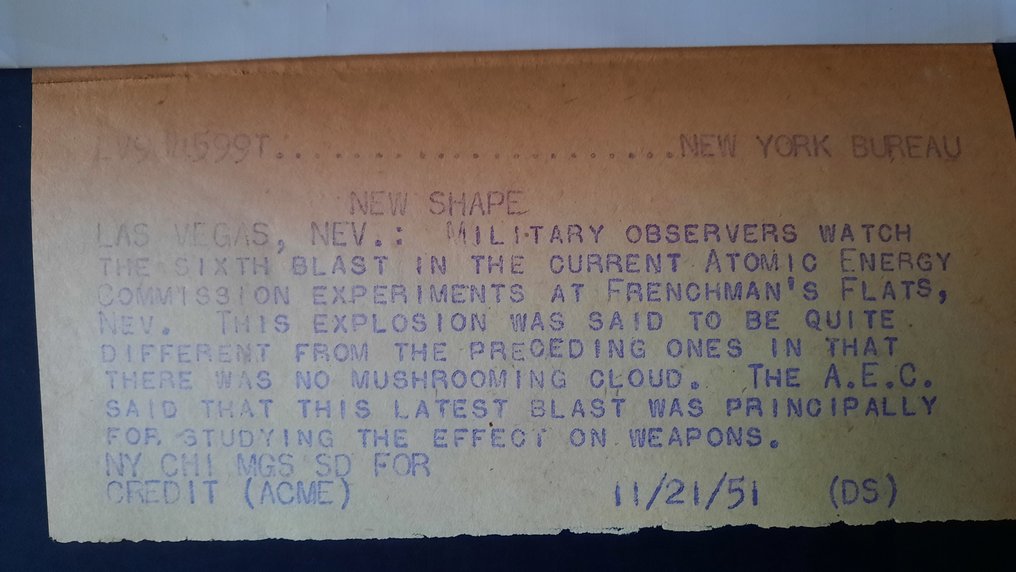 599T.......................NEW YORK BUREAU
NEW SHAPE
LAS VEGAS, NEV.: MILITARY OBSERVERS WATCH
THE SIXTH BLAST IN THE CURRENT ATOMIC ENERGY
COMMISSION EXPERIMENTS AT FRENCHMAN'S FLATS,
NEV. THIS EXPLOSION WAS SAID TO BE QUITE
DIFFERENT FROM THE PRECEDING ONES IN THAT
THERE WAS NO MUSHROOMING CLOUD. THE A.E.C.
SAID THAT THIS LATEST BLAST WAS PRINCIPALLY
FOR STUDYING THE EFFECT ON WEAPONS.
NY CHI MGS SD FOR
CREDIT (ACME) 11/21/51 (DS)